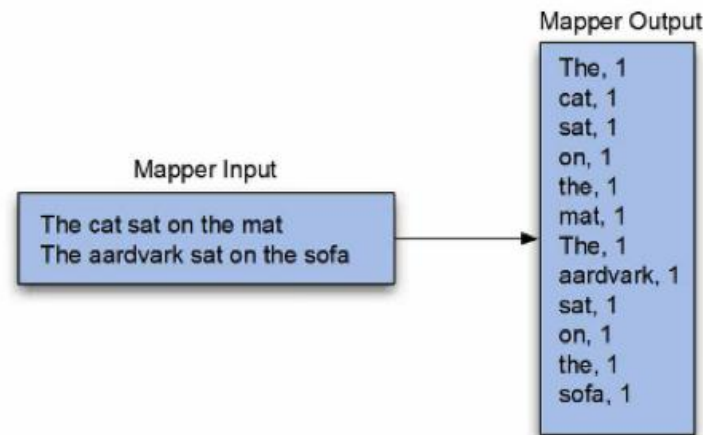 Mapper Output
The, 1
cat, 1
sat, 1
on, 1
the, 1
mat, 1
The, 1
aardvark, 1
sat, 1
on, 1
the, 1
sofa, 1
Mapper Input
The cat sat on the mat
The aardvark sat on the sofa